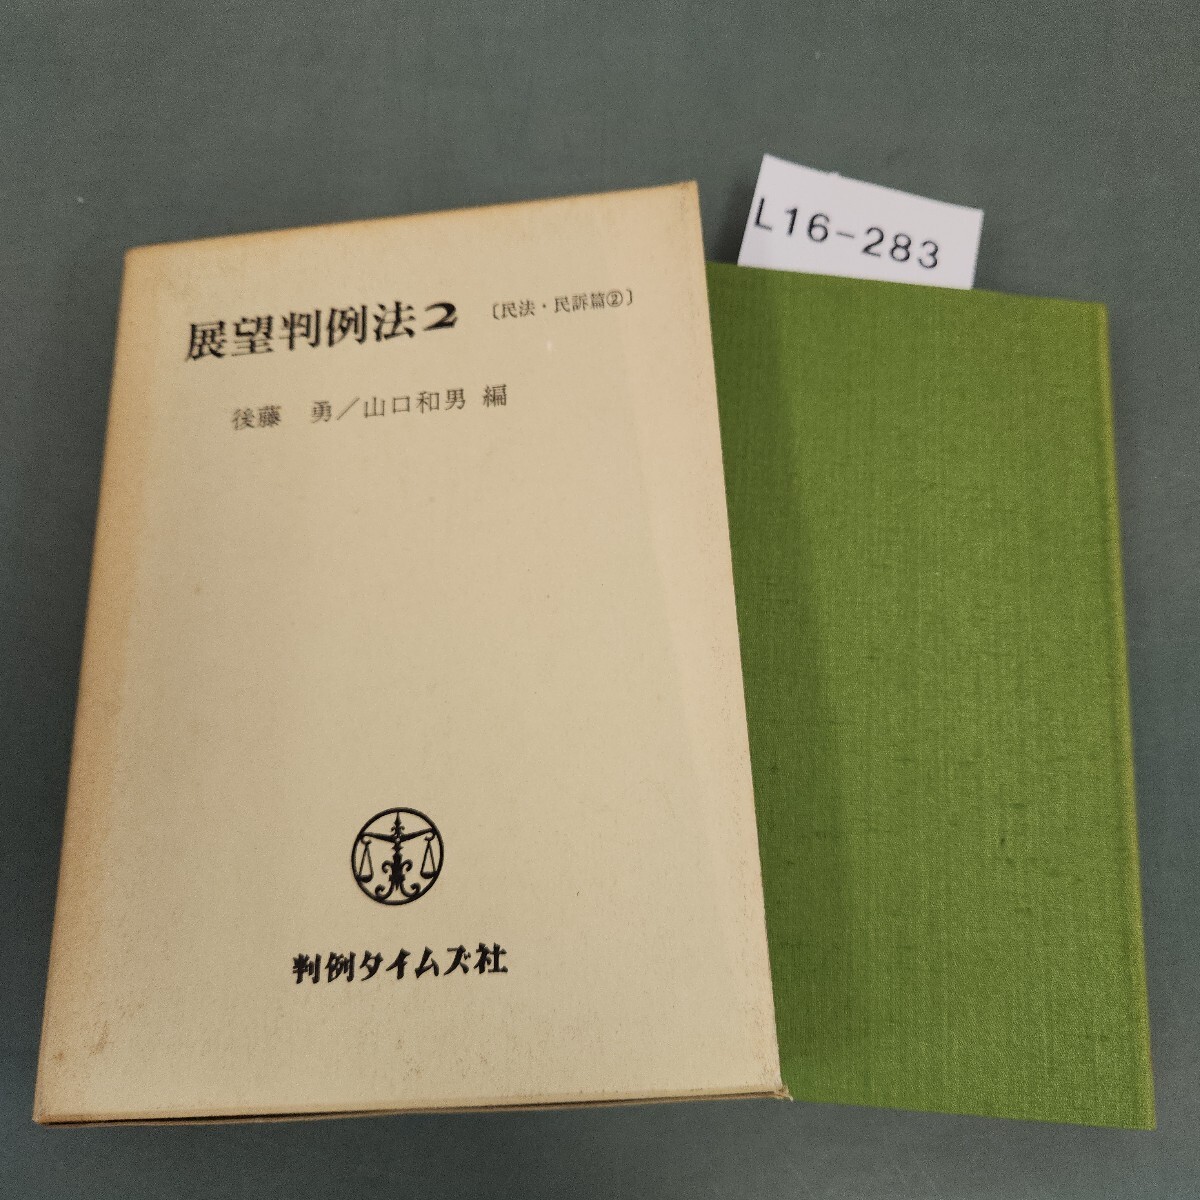 L16-283
展望判例法2 〔民法・民訴篇②〕
後藤 勇／山口和男 編
判例タイムズ社